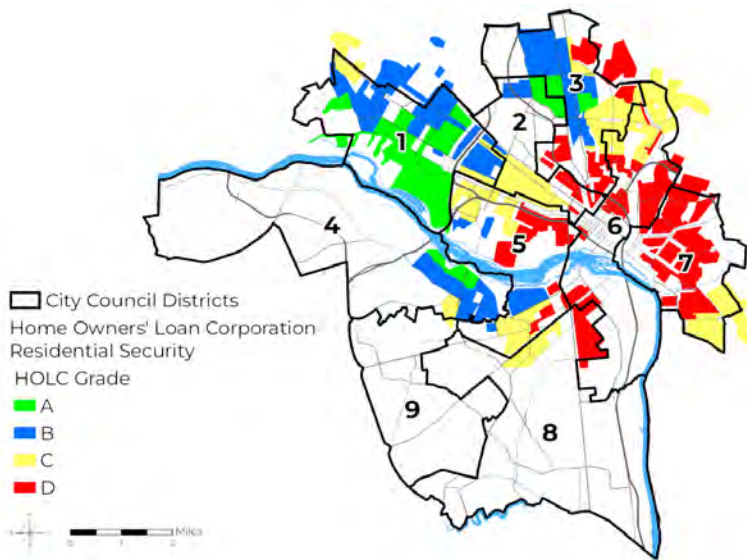 3
2
1
6
4
5
7
City Council Districts
Home Owners' Loan Corporation
Residential Security
HOLC Grade
A
B
9
8
C
D
Miles
0 1 2